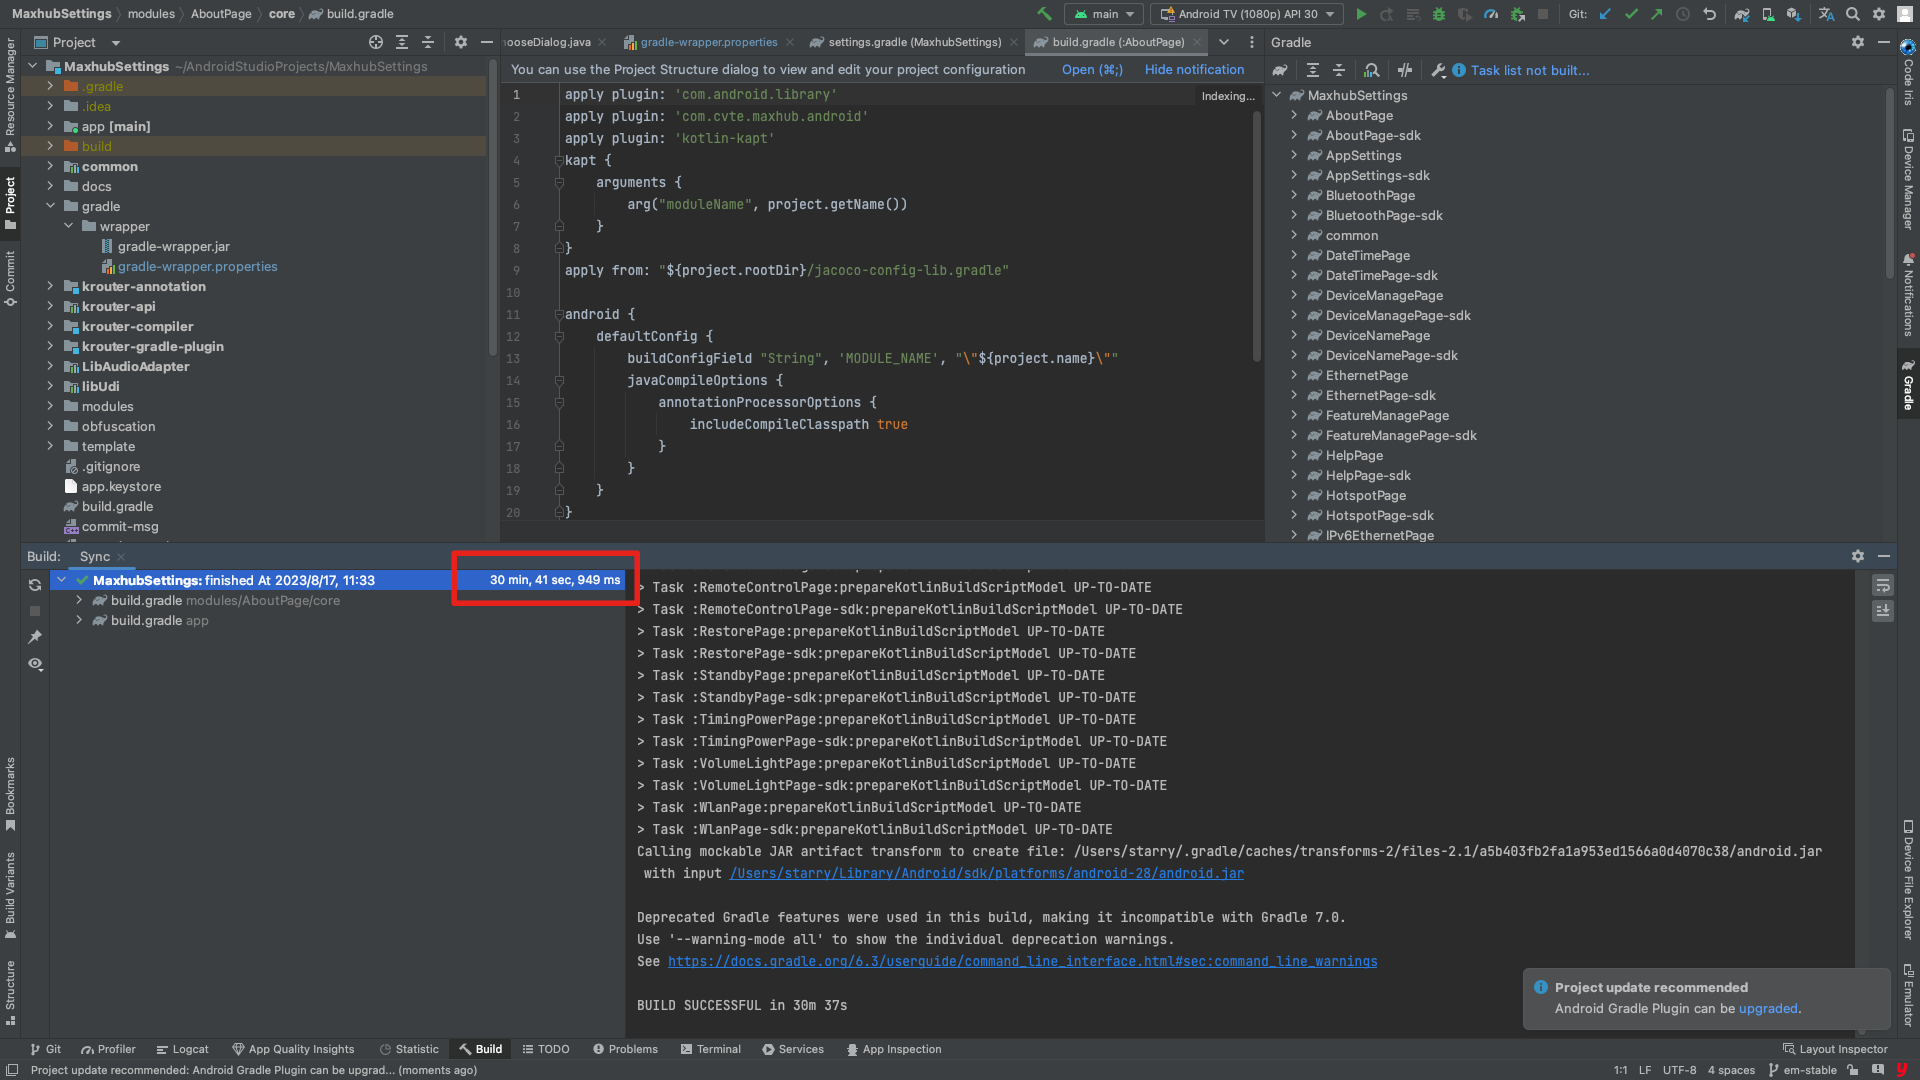 MaxhubSettings modules AboutPage core build.gradle
main Android TV (1080p) API 30 Git:
Project
ooseDialog.java gradle-wrapper.properties settings.gradle (MaxhubSettings) build.gradle (:AboutPage)
Gradle
You can use the Project Structure dialog to view and edit your project configuration Open (⌘;) Hide notification
Task list not built...
Resource Manager
Project
Commit
Bookmarks
Build Variants
Structure
MaxhubSettings ~/AndroidStudioProjects/MaxhubSettings
.gradle
.idea
app [main]
build
common
docs
gradle
wrapper
gradle-wrapper.jar
gradle-wrapper.properties
krouter-annotation
krouter-api
krouter-compiler
krouter-gradle-plugin
LibAudioAdapter
libUdi
modules
obfuscation
template
.gitignore
app.keystore
build.gradle
commit-msg
Indexing...
1 apply plugin: 'com.android.library'
2 apply plugin: 'com.cvte.maxhub.android'
3 apply plugin: 'kotlin-kapt'
4 kapt {
5 arguments {
6 arg("moduleName", project.getName())
7 }
8 }
9 apply from: "${project.rootDir}/jacoco-config-lib.gradle"
10
11 android {
12 defaultConfig {
13 buildConfigField "String", 'MODULE_NAME', "\"${project.name}\""
14 javaCompileOptions {
15 annotationProcessorOptions {
16 includeCompileClasspath true
17 }
18 }
19 }
20 }
MaxhubSettings
AboutPage
AboutPage-sdk
AppSettings
AppSettings-sdk
BluetoothPage
BluetoothPage-sdk
common
DateTimePage
DateTimePage-sdk
DeviceManagePage
DeviceManagePage-sdk
DeviceNamePage
DeviceNamePage-sdk
EthernetPage
EthernetPage-sdk
FeatureManagePage
FeatureManagePage-sdk
HelpPage
HelpPage-sdk
HotspotPage
HotspotPage-sdk
IPv6EthernetPage
Code Iris
Device Manager
Notifications
Gradle
Device File Explorer
Emulator
Build: Sync
MaxhubSettings: finished At 2023/8/17, 11:33 30 min, 41 sec, 949 ms
build.gradle modules/AboutPage/core
build.gradle app
> Task :RemoteControlPage:prepareKotlinBuildScriptModel UP-TO-DATE
> Task :RemoteControlPage-sdk:prepareKotlinBuildScriptModel UP-TO-DATE
> Task :RestorePage:prepareKotlinBuildScriptModel UP-TO-DATE
> Task :RestorePage-sdk:prepareKotlinBuildScriptModel UP-TO-DATE
> Task :StandbyPage:prepareKotlinBuildScriptModel UP-TO-DATE
> Task :StandbyPage-sdk:prepareKotlinBuildScriptModel UP-TO-DATE
> Task :TimingPowerPage:prepareKotlinBuildScriptModel UP-TO-DATE
> Task :TimingPowerPage-sdk:prepareKotlinBuildScriptModel UP-TO-DATE
> Task :VolumeLightPage:prepareKotlinBuildScriptModel UP-TO-DATE
> Task :VolumeLightPage-sdk:prepareKotlinBuildScriptModel UP-TO-DATE
> Task :WlanPage:prepareKotlinBuildScriptModel UP-TO-DATE
> Task :WlanPage-sdk:prepareKotlinBuildScriptModel UP-TO-DATE
Calling mockable JAR artifact transform to create file: /Users/starry/.gradle/caches/transforms-2/files-2.1/a5b403fb2fa1a953ed1566a0d4070c38/android.jar
with input /Users/starry/Library/Android/sdk/platforms/android-28/android.jar
Deprecated Gradle features were used in this build, making it incompatible with Gradle 7.0.
Use '--warning-mode all' to show the individual deprecation warnings.
See https://docs.gradle.org/6.3/userguide/command_line_interface.html#sec:command_line_warnings
BUILD SUCCESSFUL in 30m 37s
Project update recommended
Android Gradle Plugin can be upgraded.
Git Profiler Logcat App Quality Insights Statistic Build TODO Problems Terminal Services App Inspection Layout Inspector
Project update recommended: Android Gradle Plugin can be upgrad... (moments ago) 1:1 LF UTF-8 4 spaces em-stable